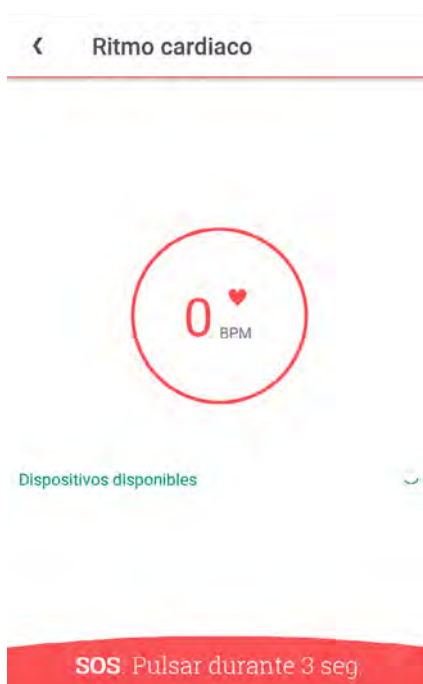 Ritmo cardiaco
0 BPM
Dispositivos disponibles
SOS. Pulsar durante 3 seg.